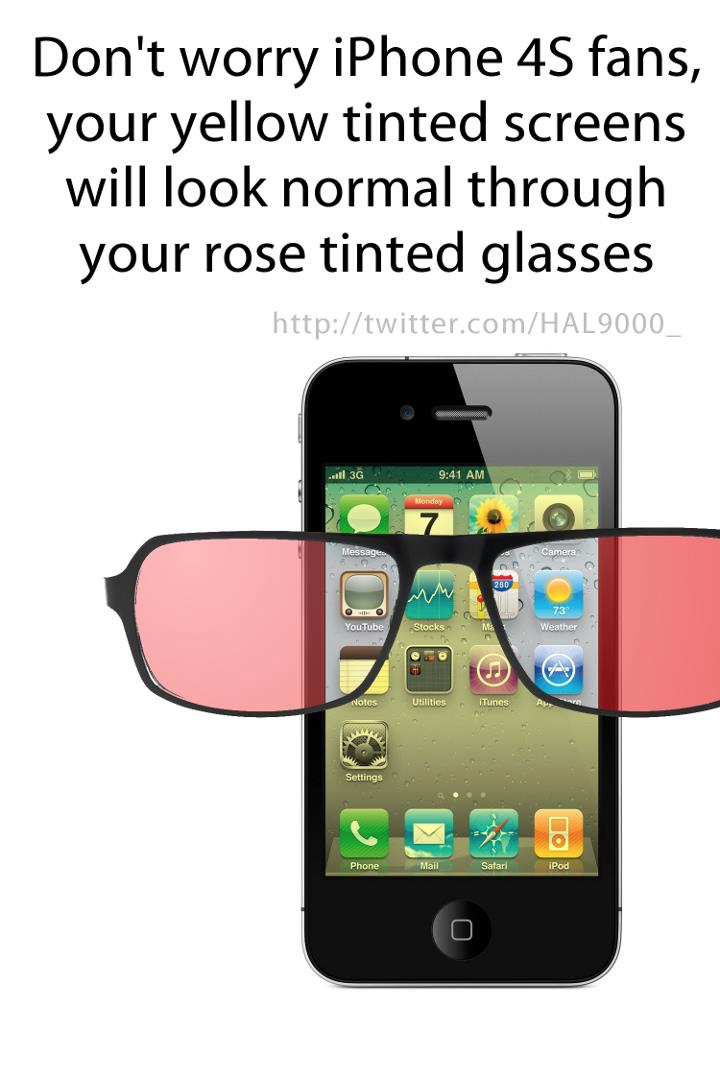 Don't worry iPhone 4S fans,
your yellow tinted screens
will look normal through
your rose tinted glasses
http://twitter.com/HAL9000_
3G 9:41 AM
Monday
7
Messages Camera
280
73°
YouTube Stocks Weather
Notes Utilities iTunes
Settings
Phone Mail Safari iPod